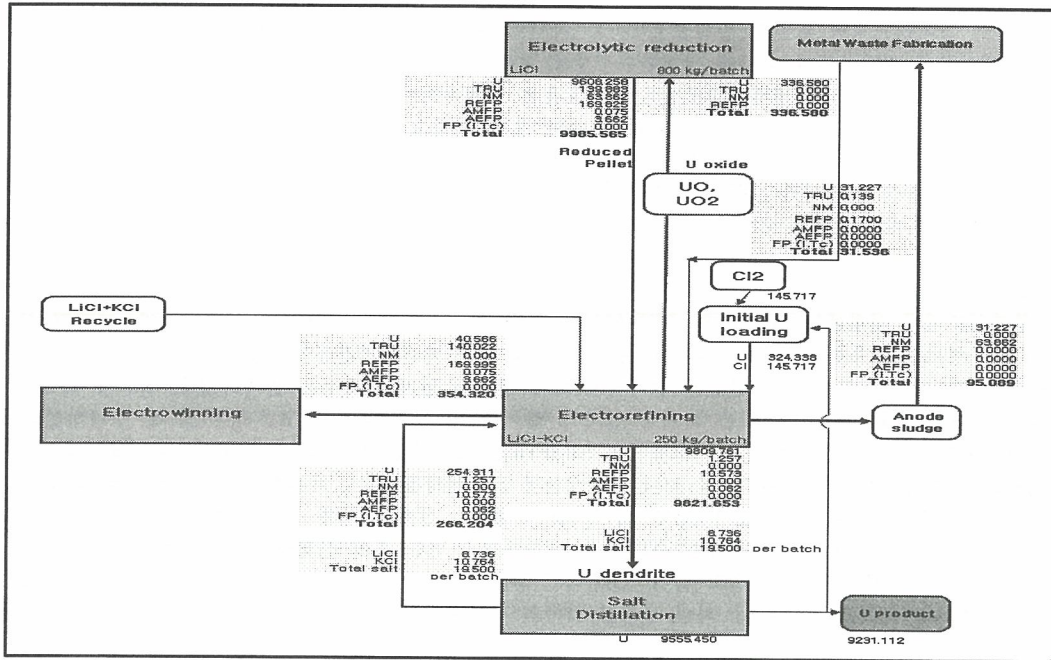 Electrolytic reduction
LiCl 800 kg/batch
Metal Waste Fabrication
U 9608.258
TRU 139.883
NM 63.862
REFP 169.825
AMFP 0.075
AEFP 3.662
FP (I.Tc) 0.000
Total 9985.565
U 336.580
TRU 0.000
NM 0.000
REFP 0.000
Total 336.580
Reduced
Pellet
U oxide
UO,
UO2
U 31.227
TRU 0.139
NM 0.000
REFP 0.1700
AMFP 0.0000
AEFP 0.0000
FP (I.Tc) 0.0000
Total 31.536
Cl2
145.717
LiCl+KCl
Recycle
Initial U
loading
U 324.338
Cl 145.717
U 40.566
TRU 140.022
NM 0.000
REFP 169.995
AMFP 0.075
AEFP 3.662
FP (I.Tc) 0.000
Total 354.320
U 31.227
TRU 0.000
NM 63.862
REFP 0.0000
AMFP 0.0000
AEFP 0.0000
FP (I.Tc) 0.0000
Total 95.089
Electrowinning
Electrorefining
LiCl-KCl 250 kg/batch
Anode
sludge
U 254.311
TRU 1.257
NM 0.000
REFP 10.573
AMFP 0.000
AEFP 0.062
FP (I.Tc) 0.000
Total 266.204
U 9809.761
TRU 1.257
NM 0.000
REFP 10.573
AMFP 0.000
AEFP 0.062
FP (I.Tc) 0.000
Total 9821.653
LiCl 8.736
KCl 10.764
Total salt 19.500
per batch
LiCl 8.736
KCl 10.764
Total salt 19.500 per batch
U dendrite
Salt
Distillation
U 9555.450
U product
9231.112